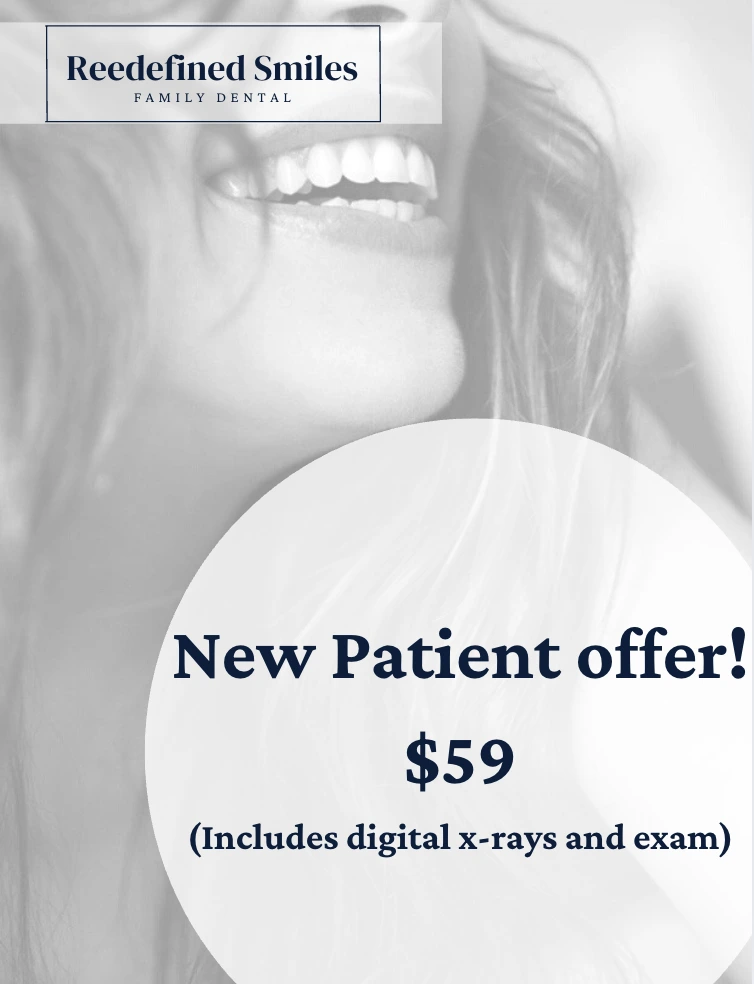 Reedefined Smiles
FAMILY DENTAL
New Patient offer!
$59
(Includes digital x-rays and exam)